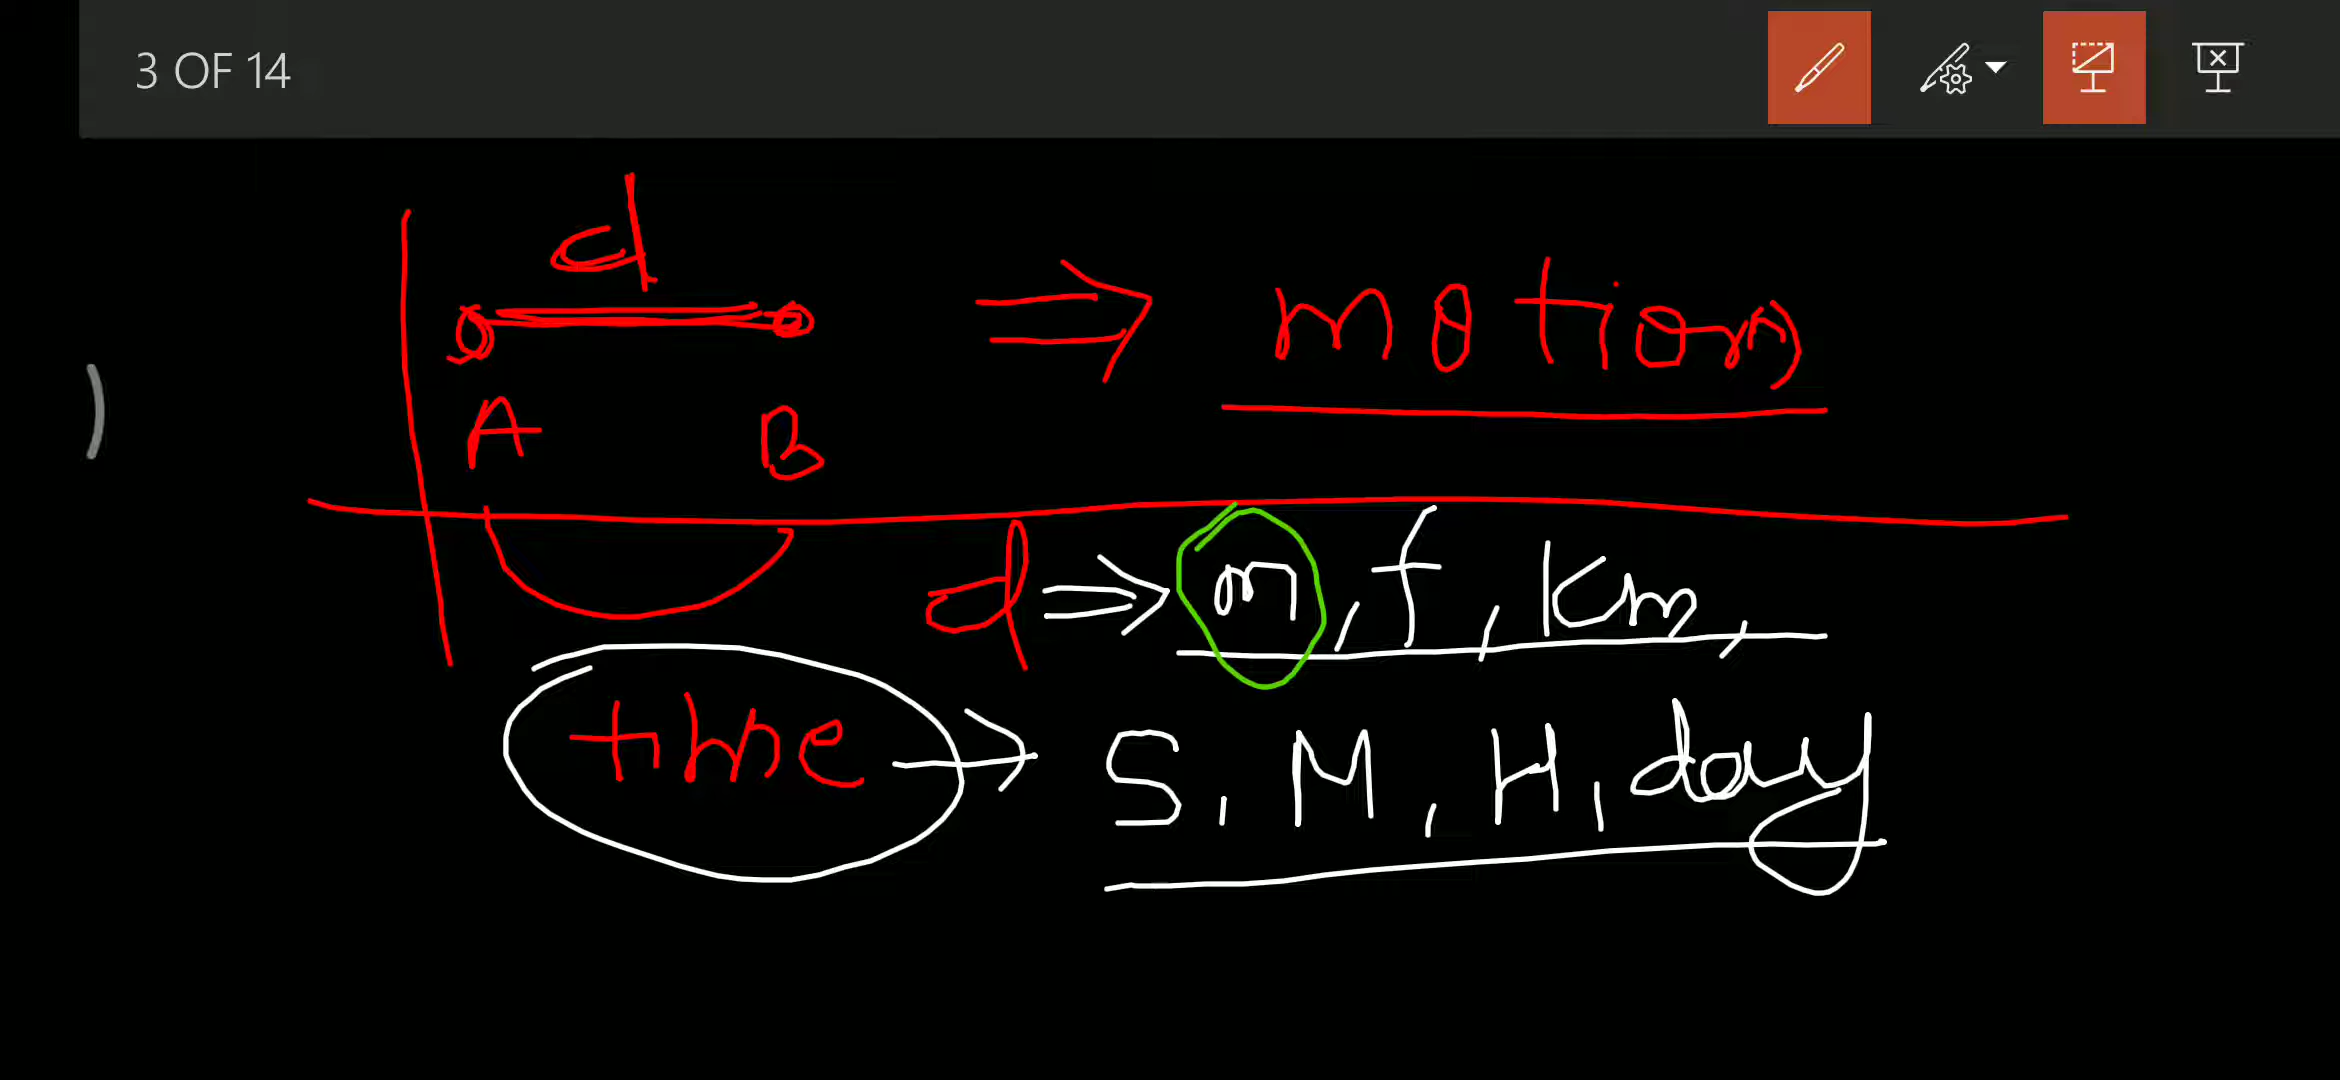 3 OF 14
d
⇒ motion
A B
d ⇒ m, f, Km,
time → S, M, H, day